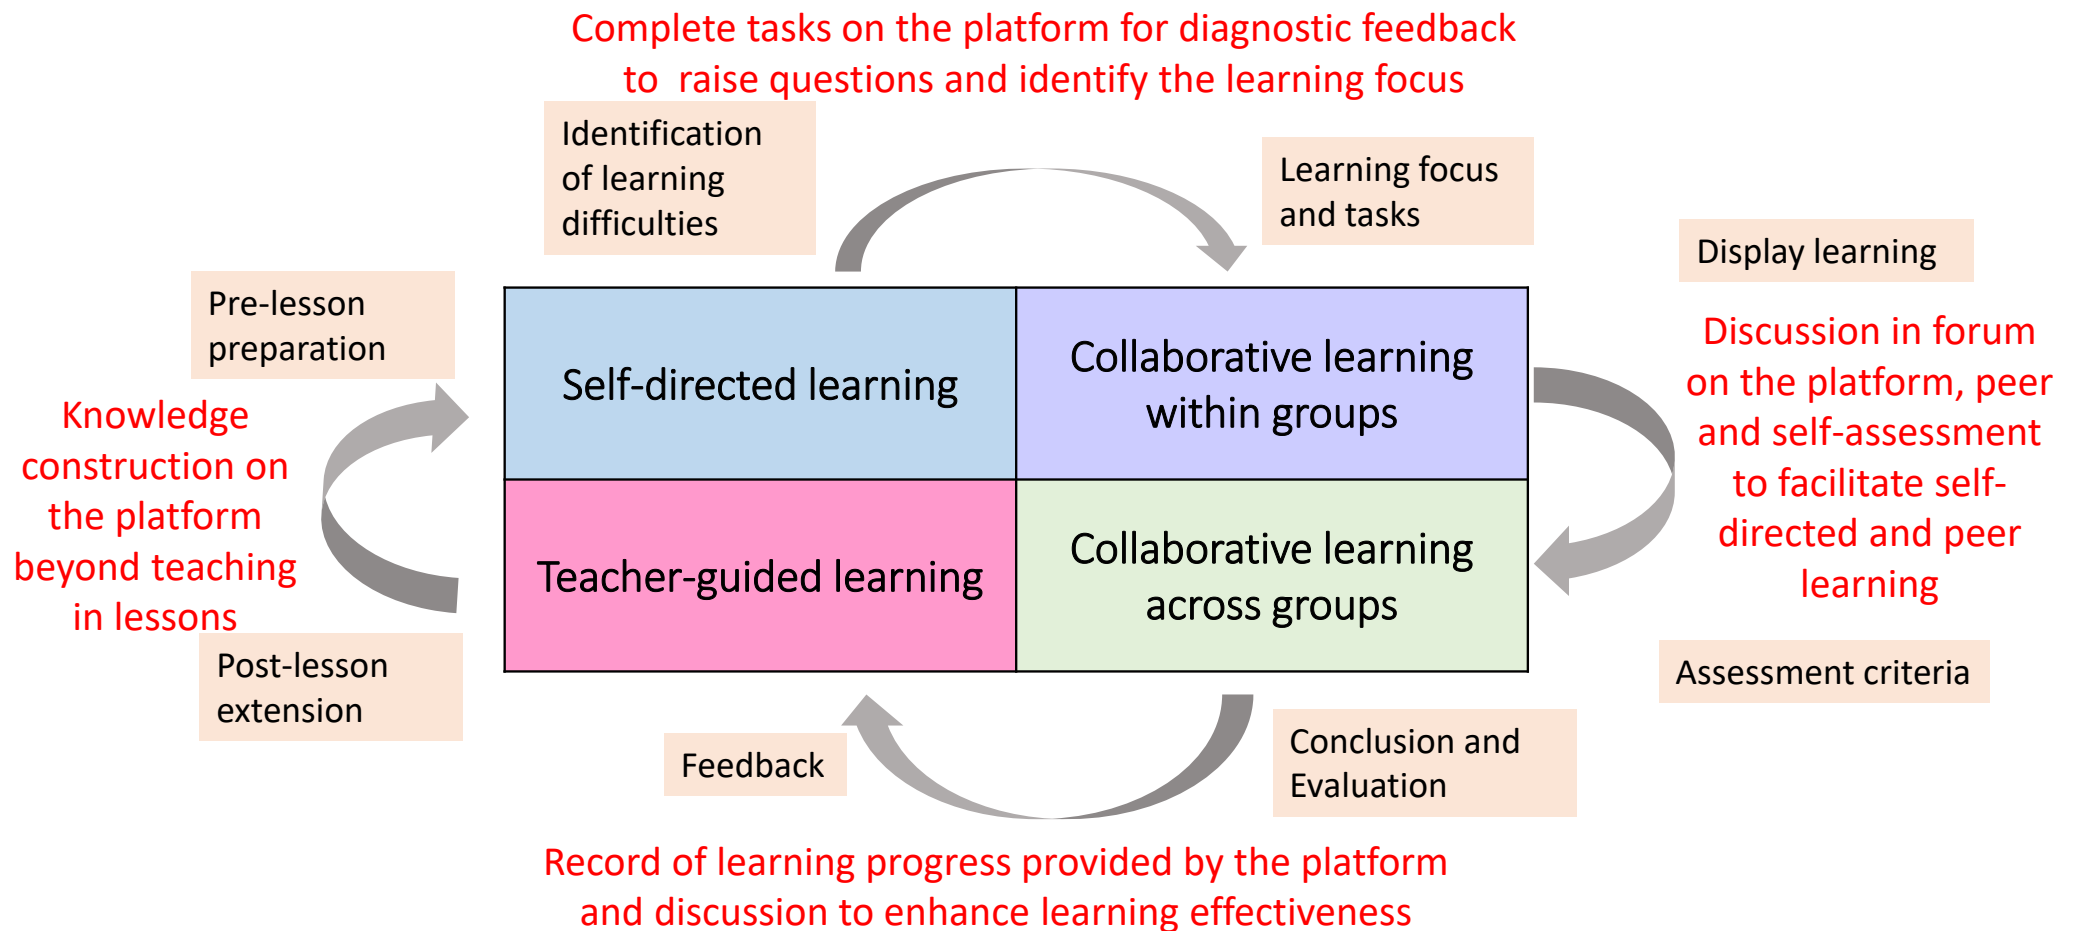 Complete tasks on the platform for diagnostic feedback
to  raise questions and identify the learning focus
Identification
of learning
difficulties
Learning focus
and tasks
Display learning
Pre-lesson
preparation
Self-directed learning
Collaborative learning
within groups
Discussion in forum
on the platform, peer
and self-assessment
to facilitate self-
directed and peer
learning
Knowledge
construction on
the platform
beyond teaching
in lessons
Teacher-guided learning
Collaborative learning
across groups
Post-lesson
extension
Assessment criteria
Feedback
Conclusion and
Evaluation
Record of learning progress provided by the platform
and discussion to enhance learning effectiveness